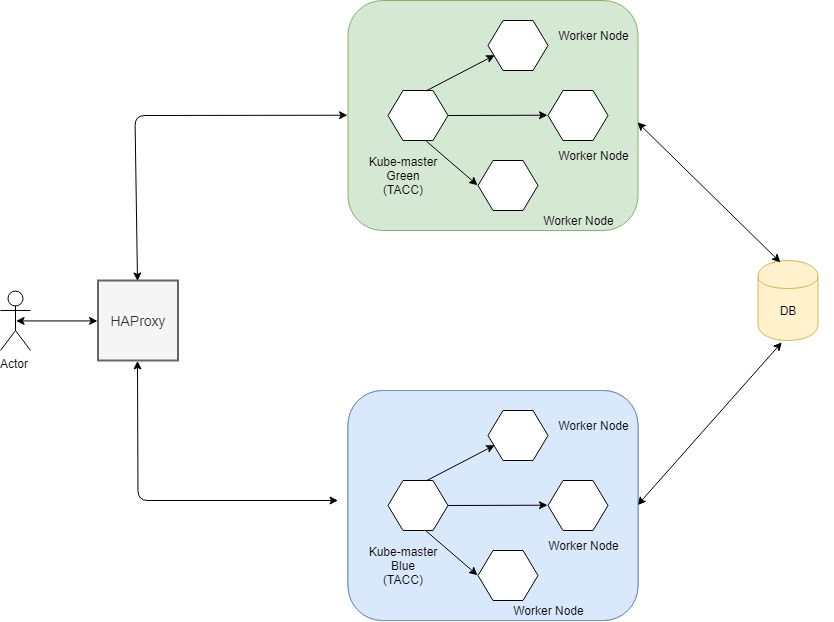 Worker Node
Worker Node
Kube-master
Green
(TACC)
Worker Node
HAProxy
Actor
DB
Worker Node
Worker Node
Kube-master
Blue
(TACC)
Worker Node